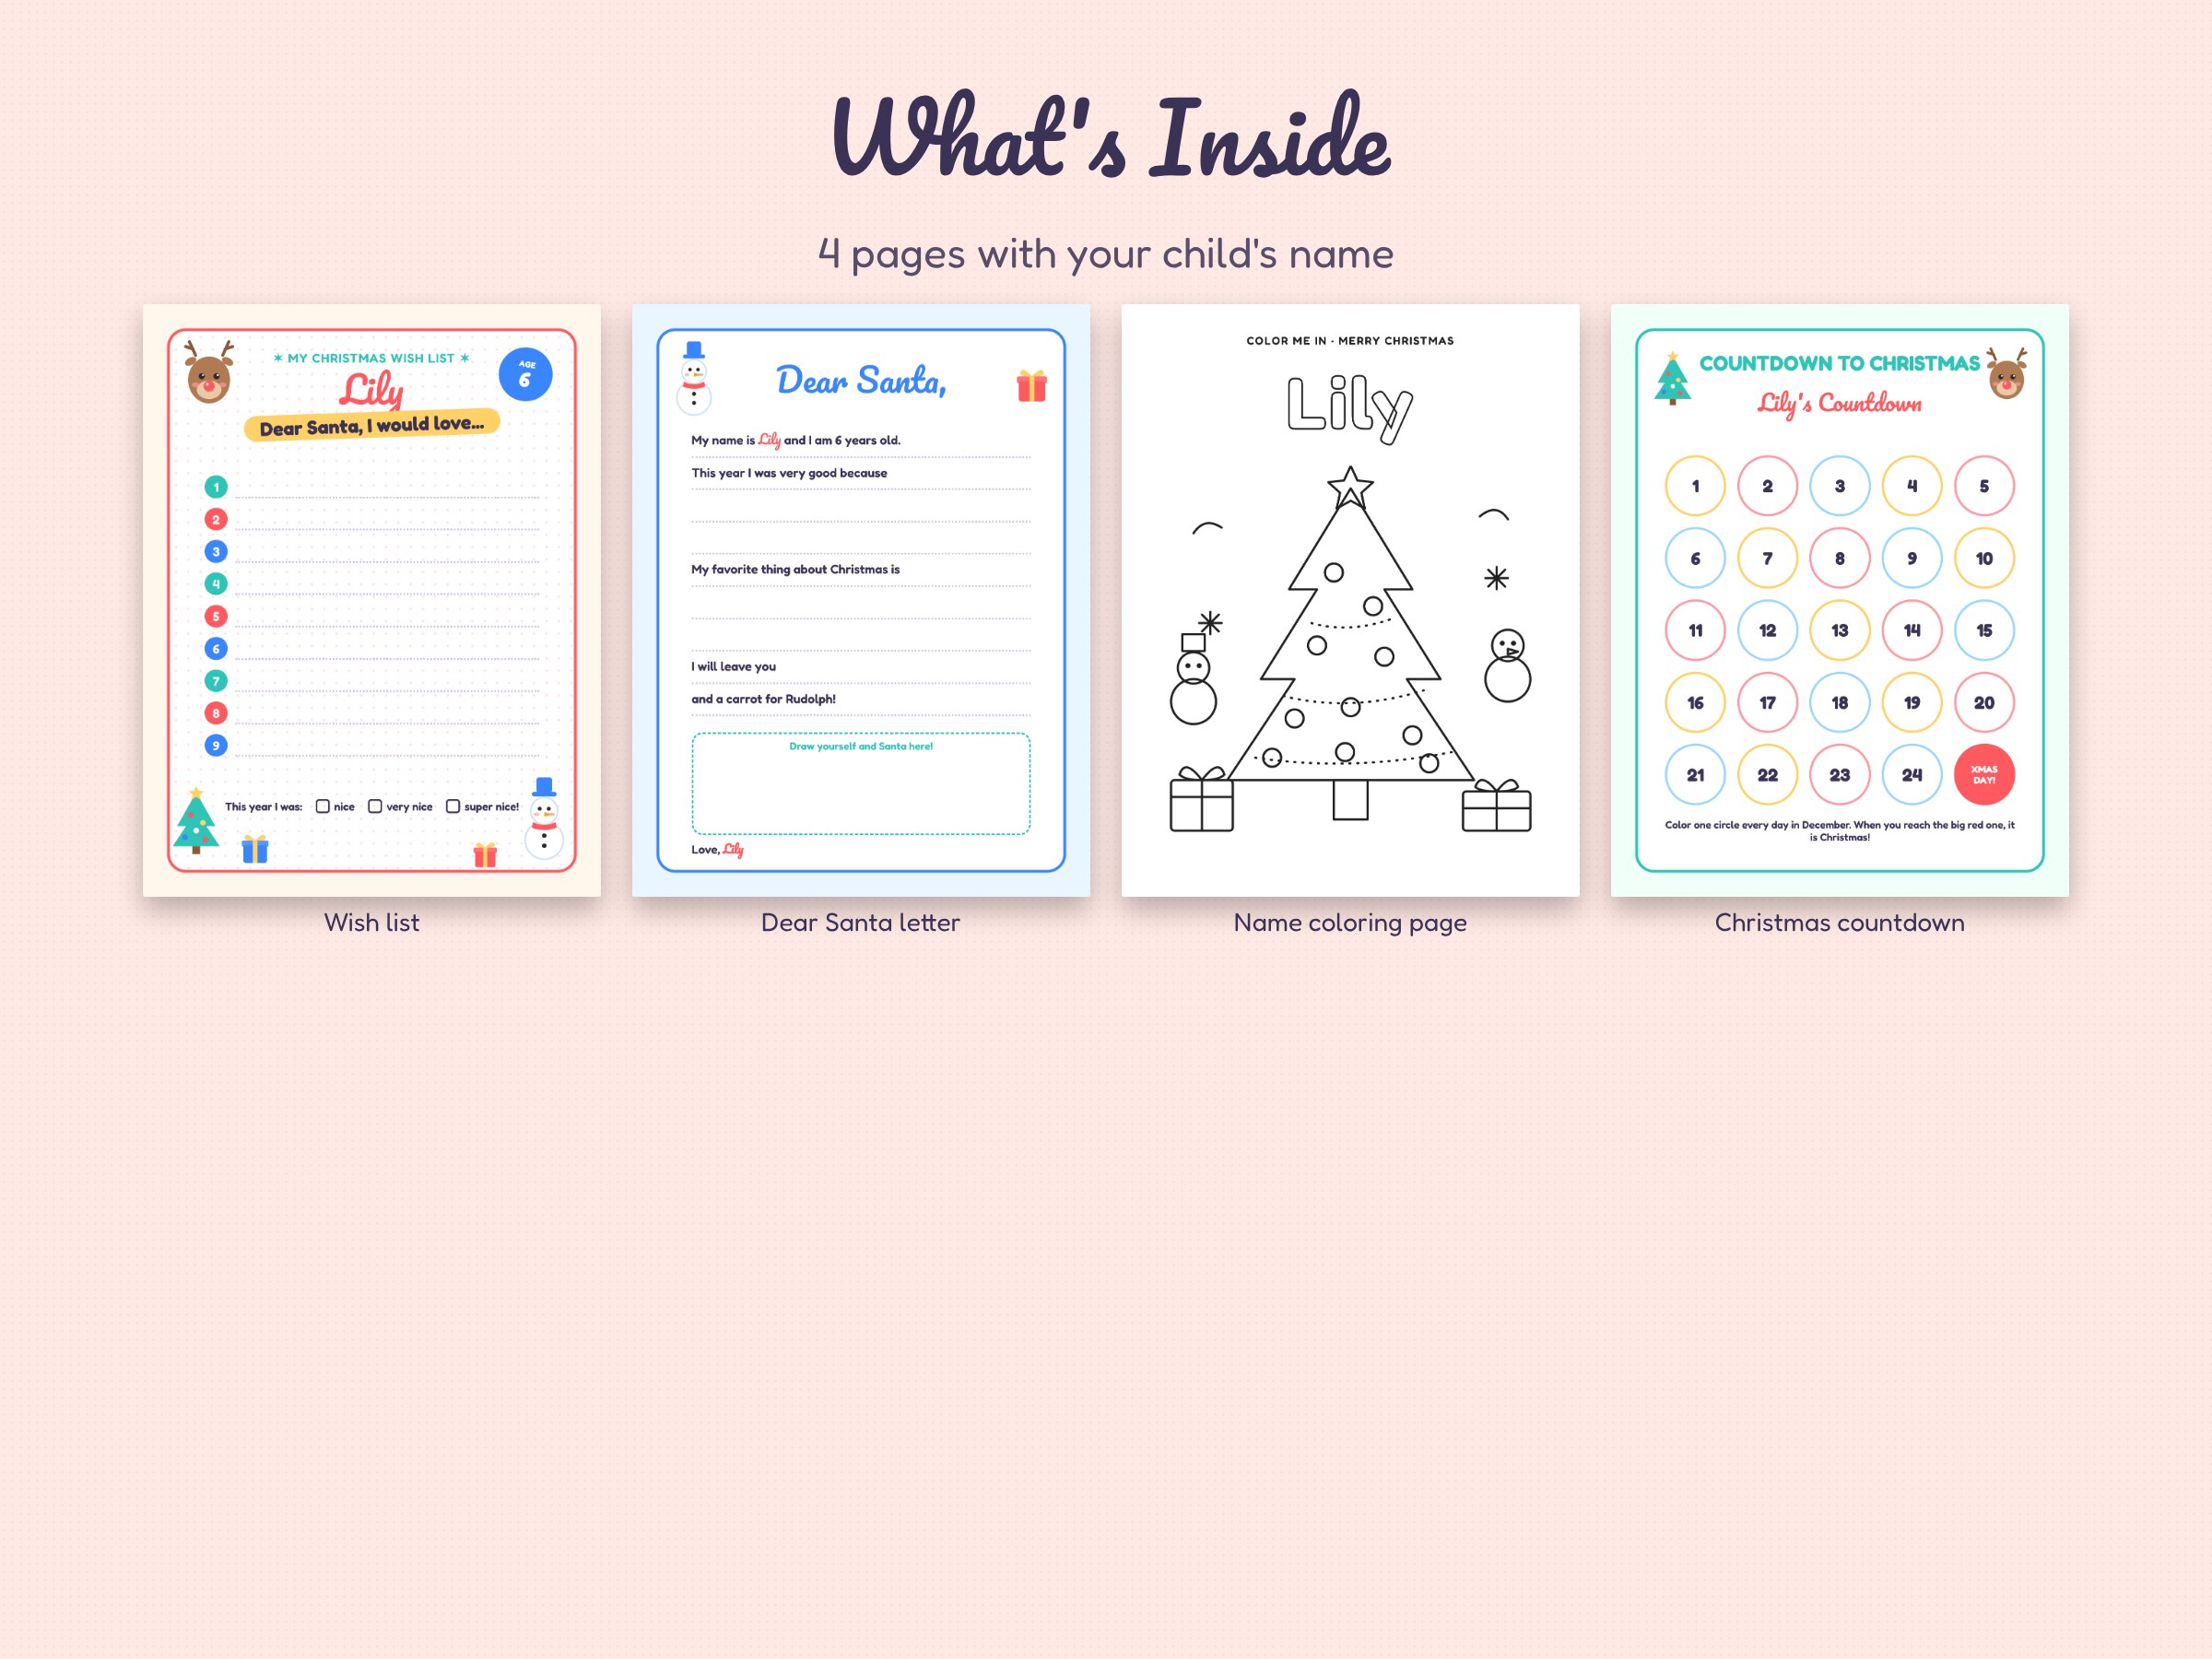 What's Inside
4 pages with your child's name
✶ MY CHRISTMAS WISH LIST ✶
AGE
6
Lily
Dear Santa, I would love...
1
2
3
4
5
6
7
8
9
This year I was: nice very nice super nice!
Wish list
Dear Santa,
My name is Lily and I am 6 years old.
This year I was very good because
My favorite thing about Christmas is
I will leave you
and a carrot for Rudolph!
Draw yourself and Santa here!
Love, Lily
Dear Santa letter
COLOR ME IN · MERRY CHRISTMAS
Lily
Name coloring page
COUNTDOWN TO CHRISTMAS
Lily's Countdown
1 2 3 4 5
6 7 8 9 10
11 12 13 14 15
16 17 18 19 20
21 22 23 24 XMAS
DAY!
Color one circle every day in December. When you reach the big red one, it
is Christmas!
Christmas countdown